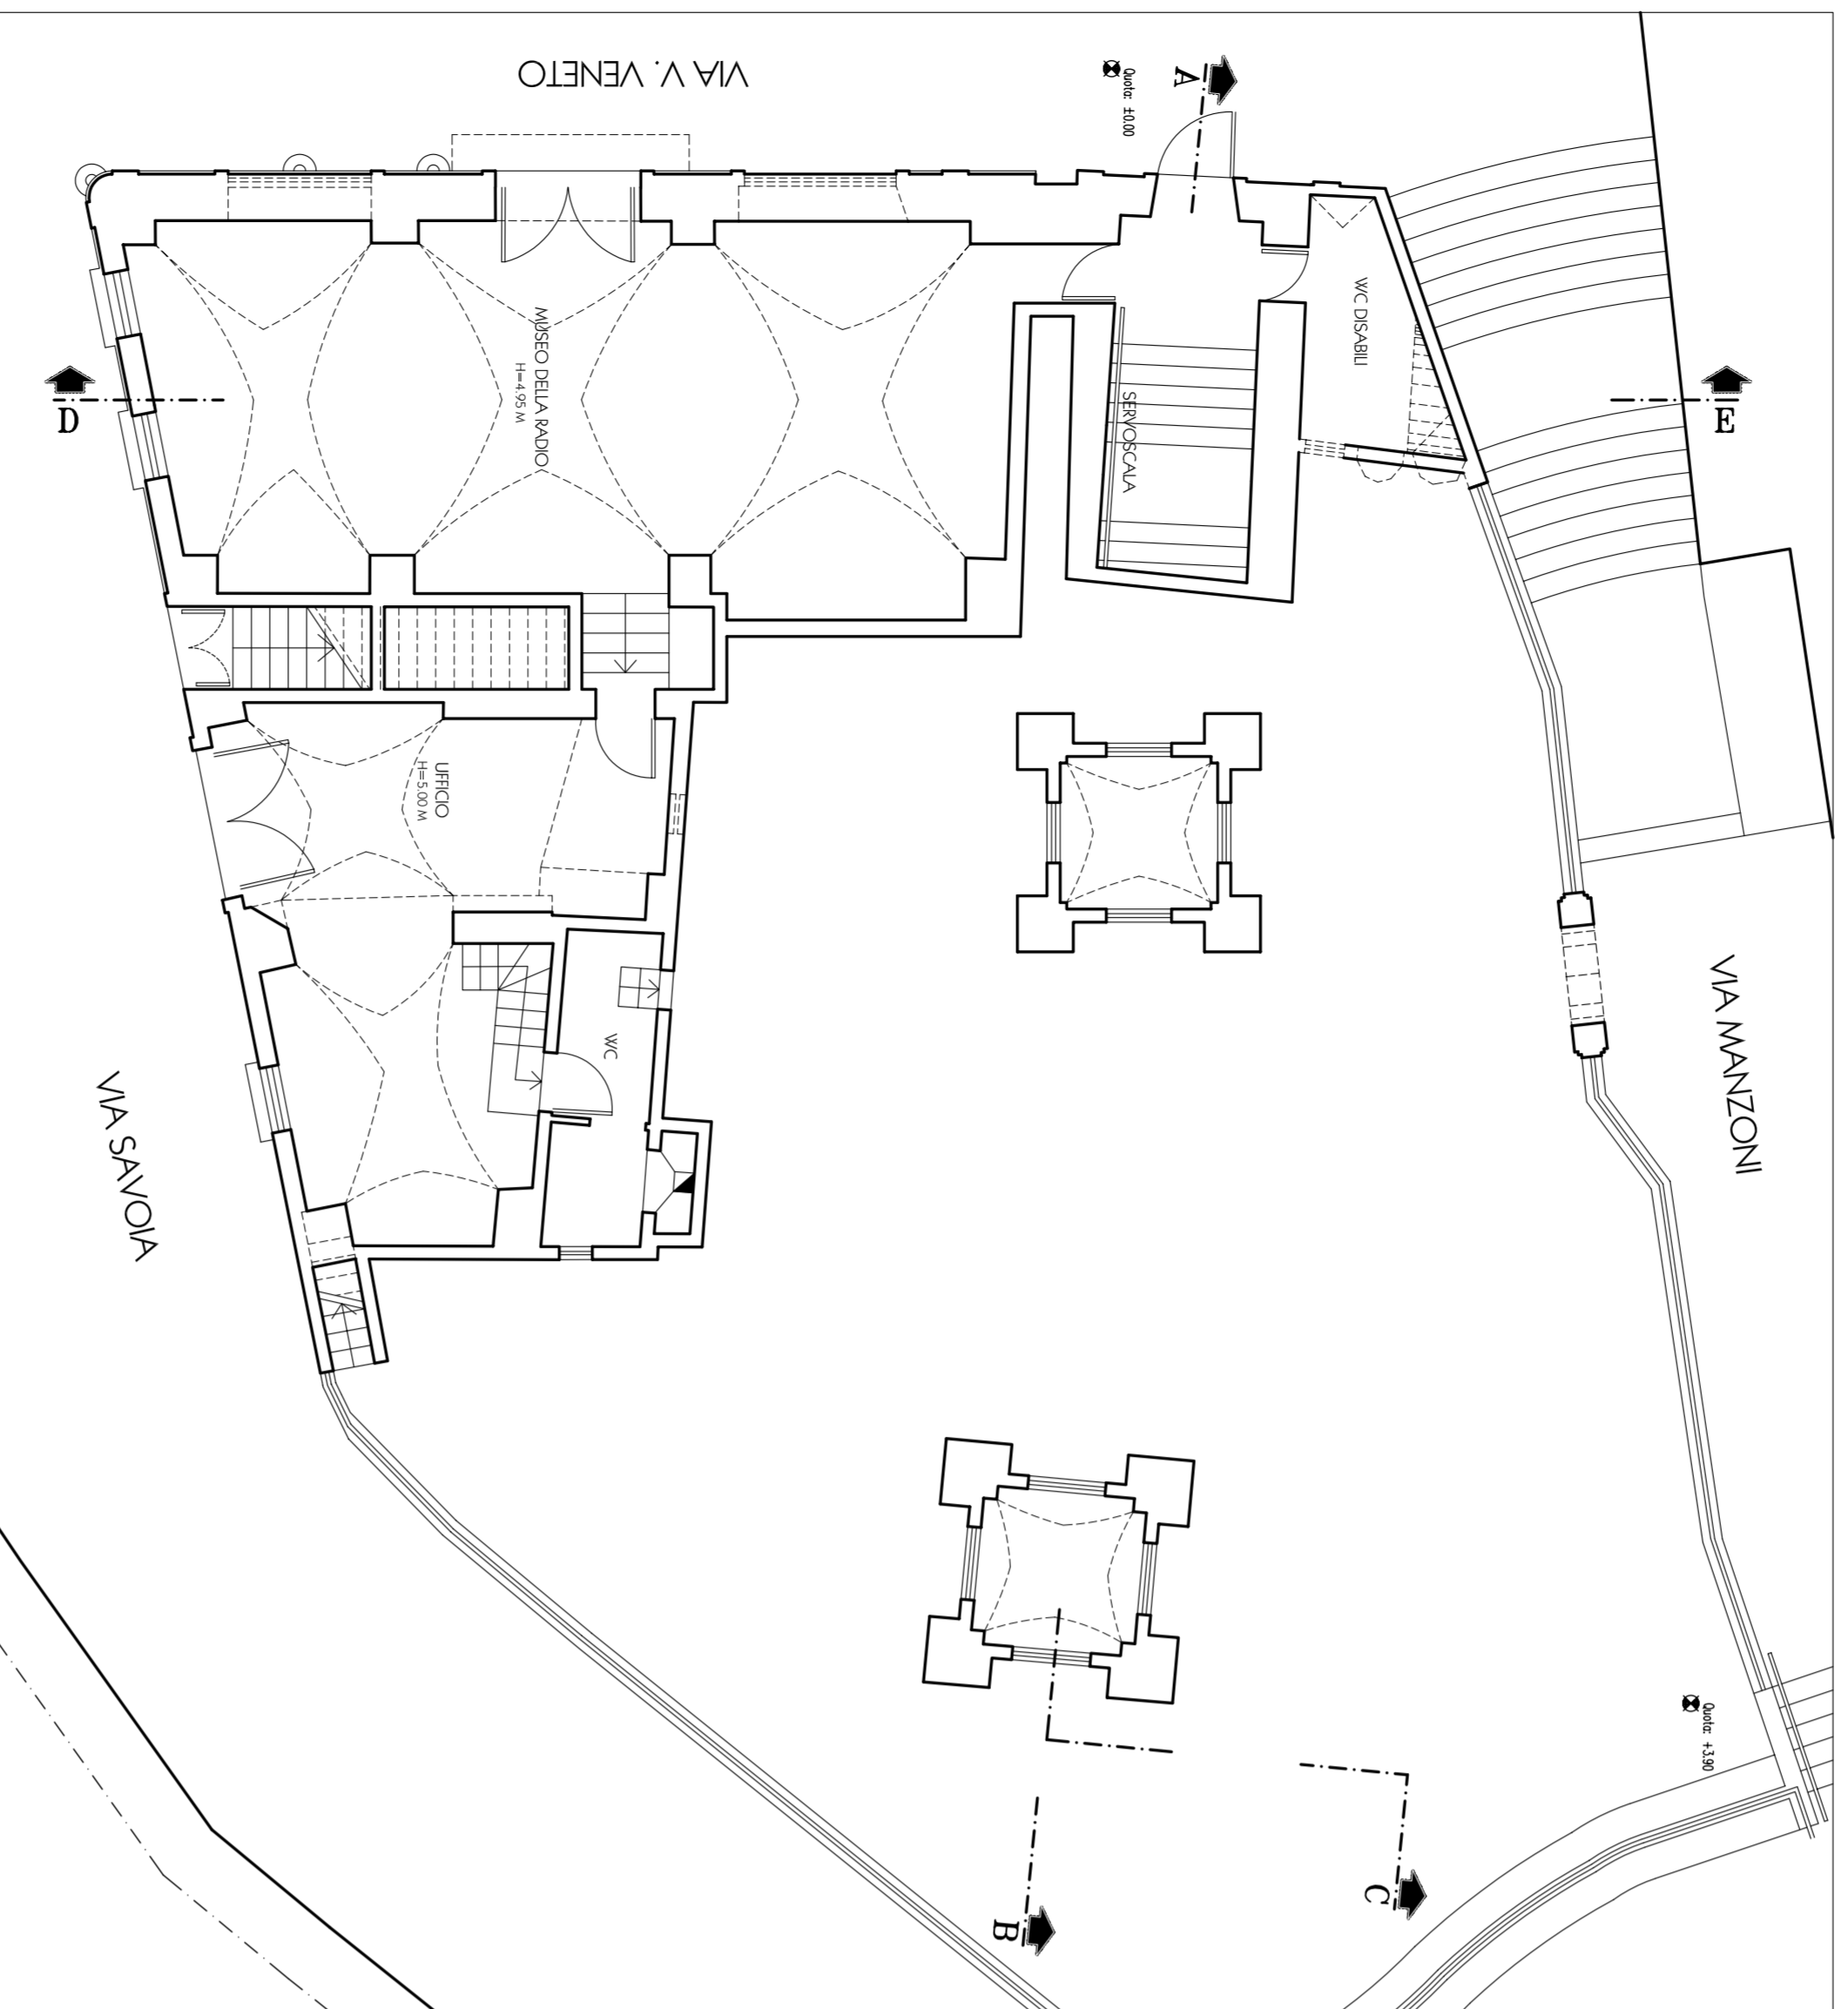 VIA V. VENETO
Quota: ±0.00
A
WC DISABILI
MUSEO DELLA RADIO
H=4.95 M
SERVOSCALA
D
E
UFFICIO
H=5.00 M
WC
VIA MANZONI
VIA SAVOIA
Quota: +3.90
C
B